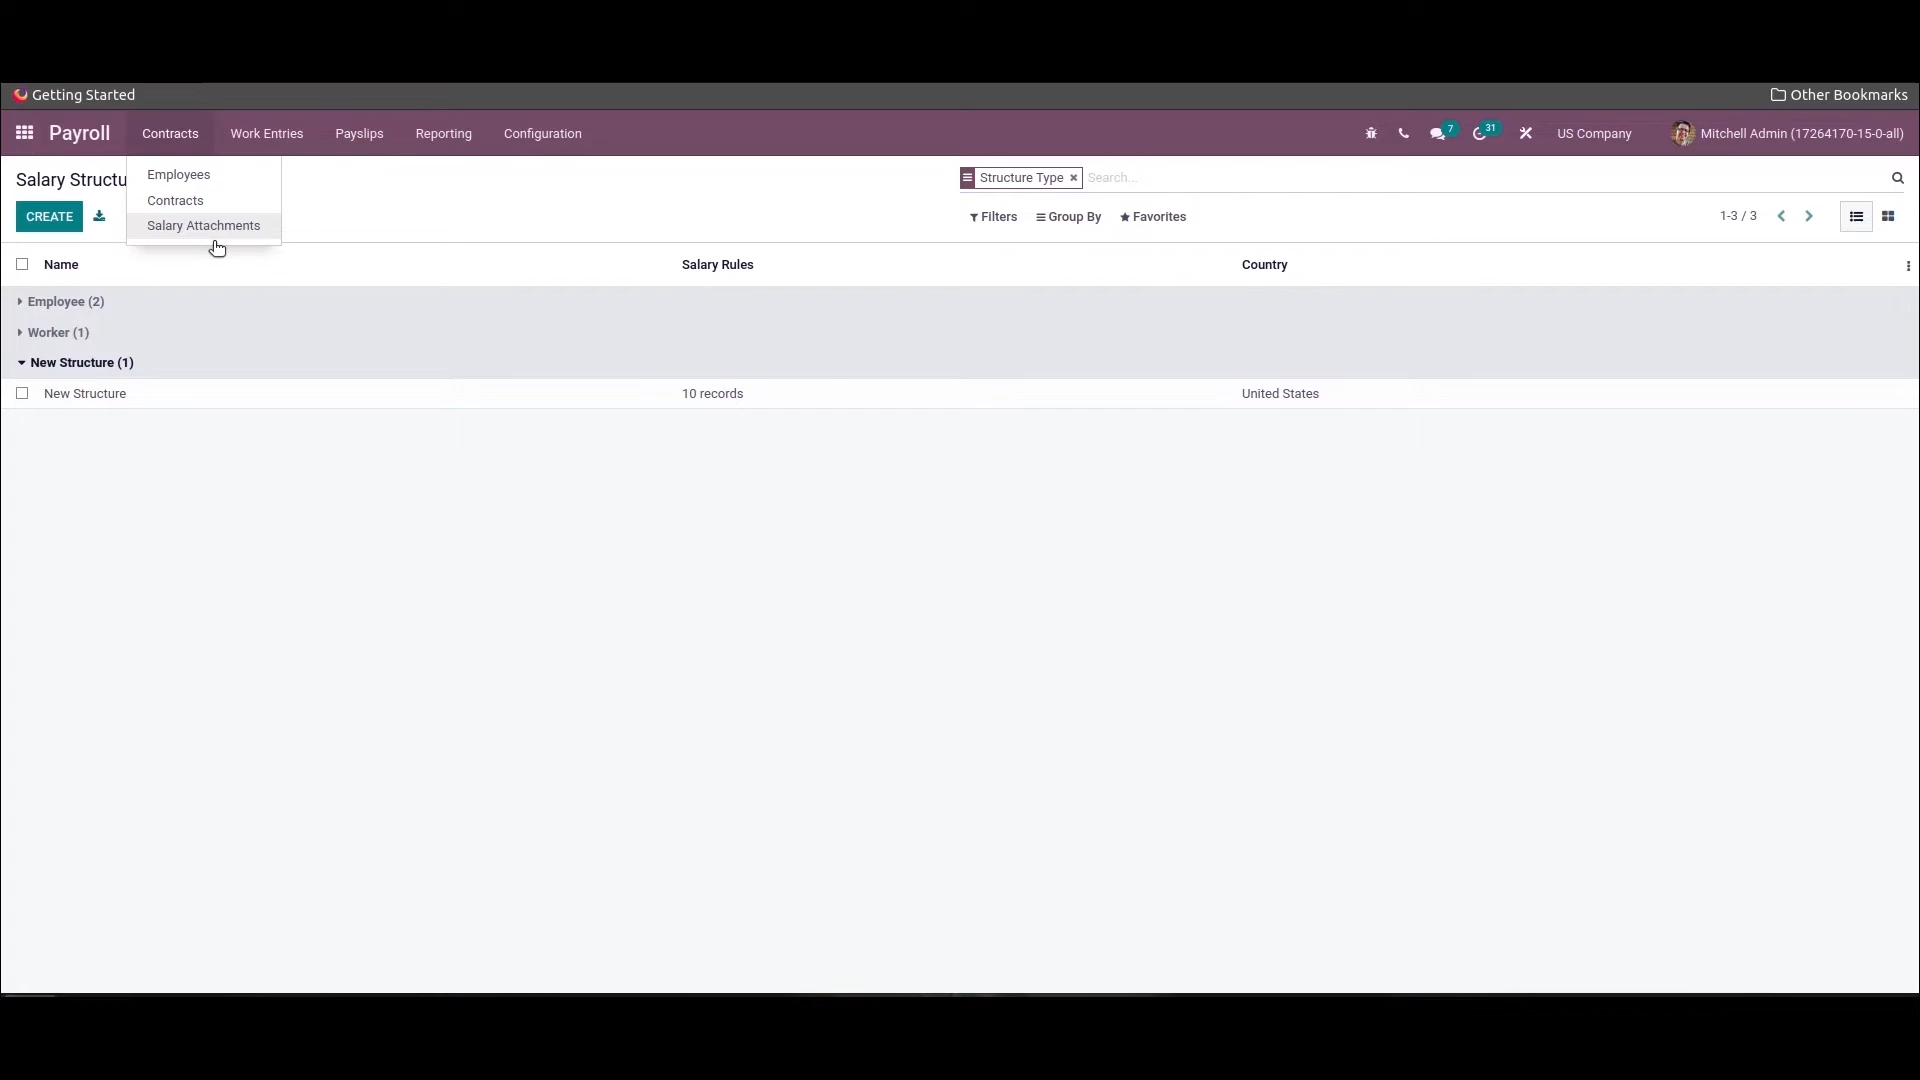 Getting Started
Other Bookmarks
Payroll Contracts Work Entries Payslips Reporting Configuration 7 31 US Company Mitchell Admin (17264170-15-0-all)
Employees
Salary Structu Structure Type Search...
Contracts
CREATE Filters Group By Favorites 1-3 / 3
Salary Attachments
Name Salary Rules Country
Employee (2)
Worker (1)
New Structure (1)
New Structure 10 records United States